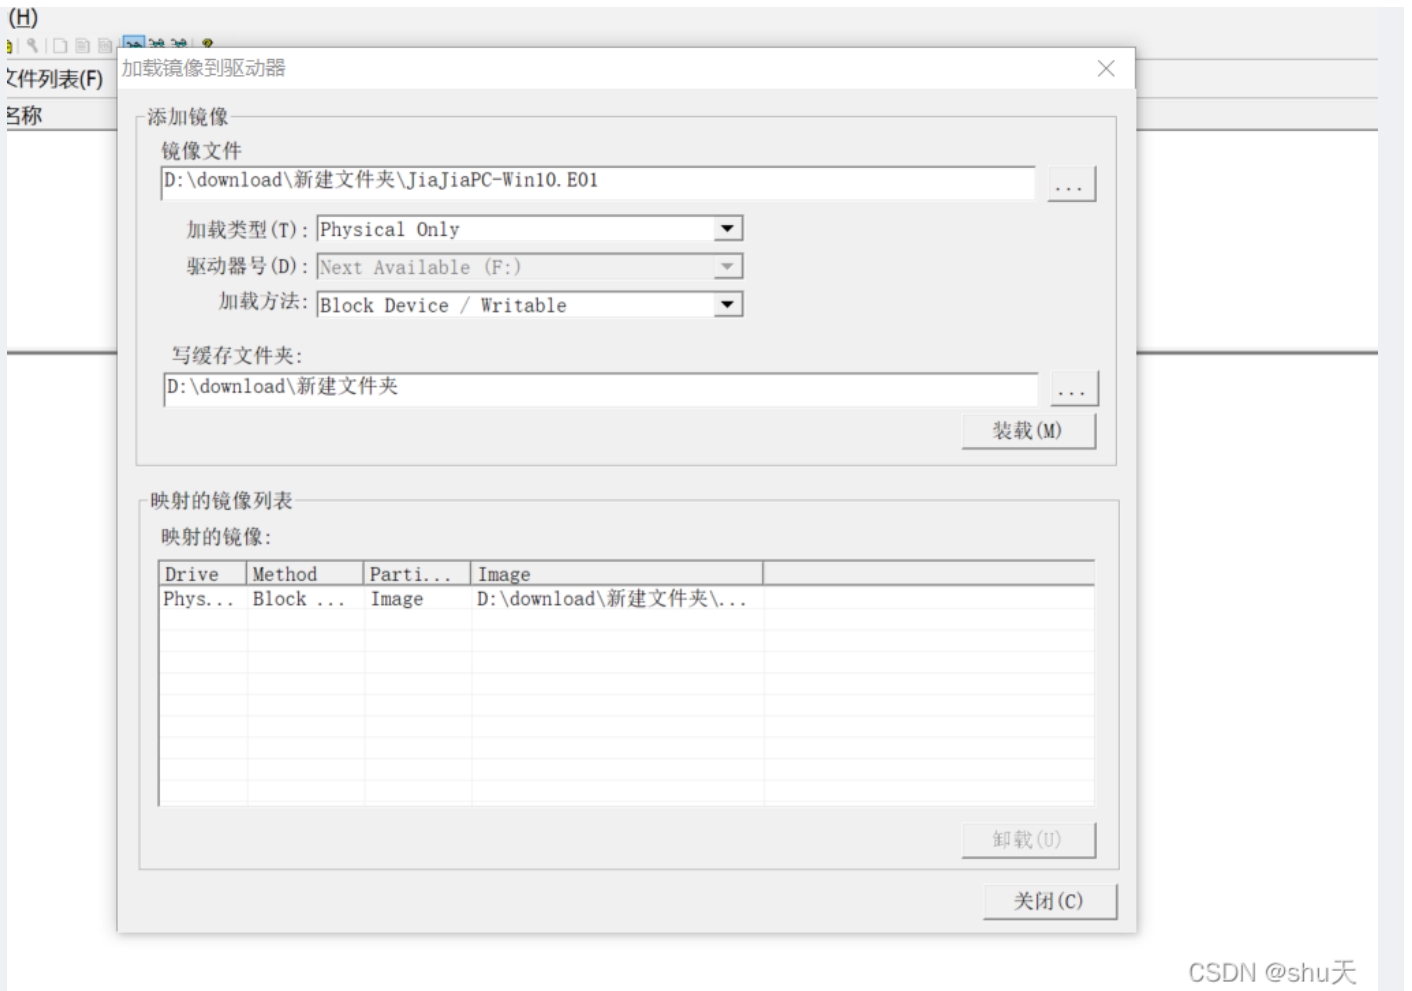 (H)
文件列表(F)
名称
加载镜像到驱动器
添加镜像
镜像文件
D:\download\新建文件夹\JiaJiaPC-Win10.E01
...
加载类型(T): Physical Only
驱动器号(D): Next Available (F:)
加载方法: Block Device / Writable
写缓存文件夹:
D:\download\新建文件夹
...
装载(M)
映射的镜像列表
映射的镜像:
Drive Method Parti... Image
Phys... Block ... Image D:\download\新建文件夹\...
卸载(U)
关闭(C)
CSDN @shu天